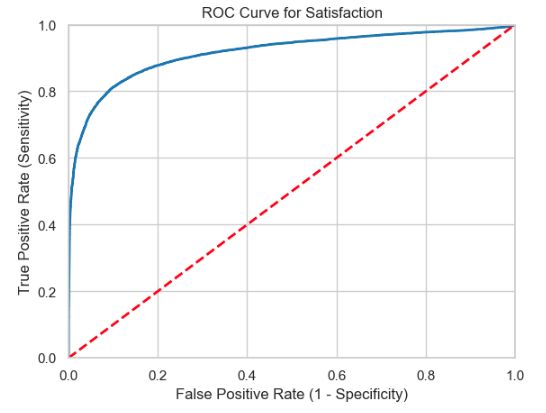 ROC Curve for Satisfaction
True Positive Rate (Sensitivity)
1.0
0.8
0.6
0.4
0.2
0.0
0.0 0.2 0.4 0.6 0.8 1.0
False Positive Rate (1 - Specificity)